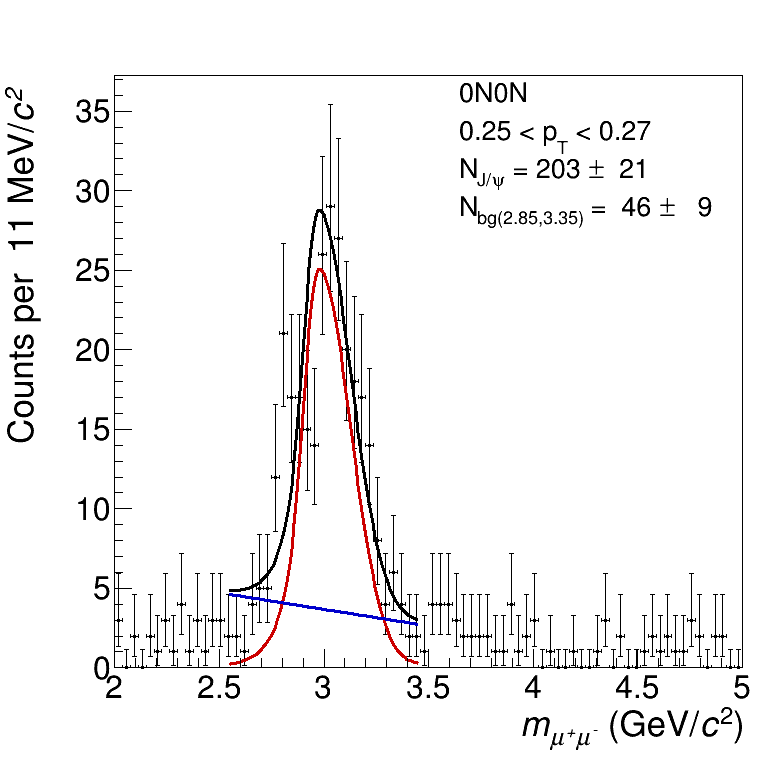 Counts per 11 MeV/c²
35
30
25
20
15
10
5
0
0N0N
0.25 < p_T < 0.27
N_J/ψ = 203 ± 21
N_bg(2.85,3.35) = 46 ± 9
2 2.5 3 3.5 4 4.5 5
m_μ⁺μ⁻ (GeV/c²)